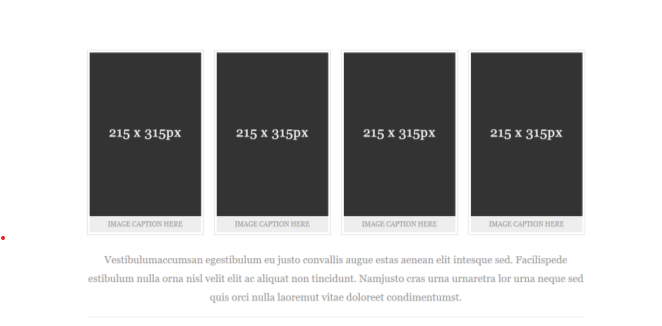 215 x 315px 215 x 315px 215 x 315px 215 x 315px
IMAGE CAPTION HERE IMAGE CAPTION HERE IMAGE CAPTION HERE IMAGE CAPTION HERE
Vestibulumaccumsan egestibulum eu justo convallis augue estas aenean elit intesque sed. Facilispede
estibulum nulla orna nisl velit elit ac aliquat non tincidunt. Namjusto cras urna urnaretra lor urna neque sed
quis orci nulla laoremut vitae doloreet condimentumst.